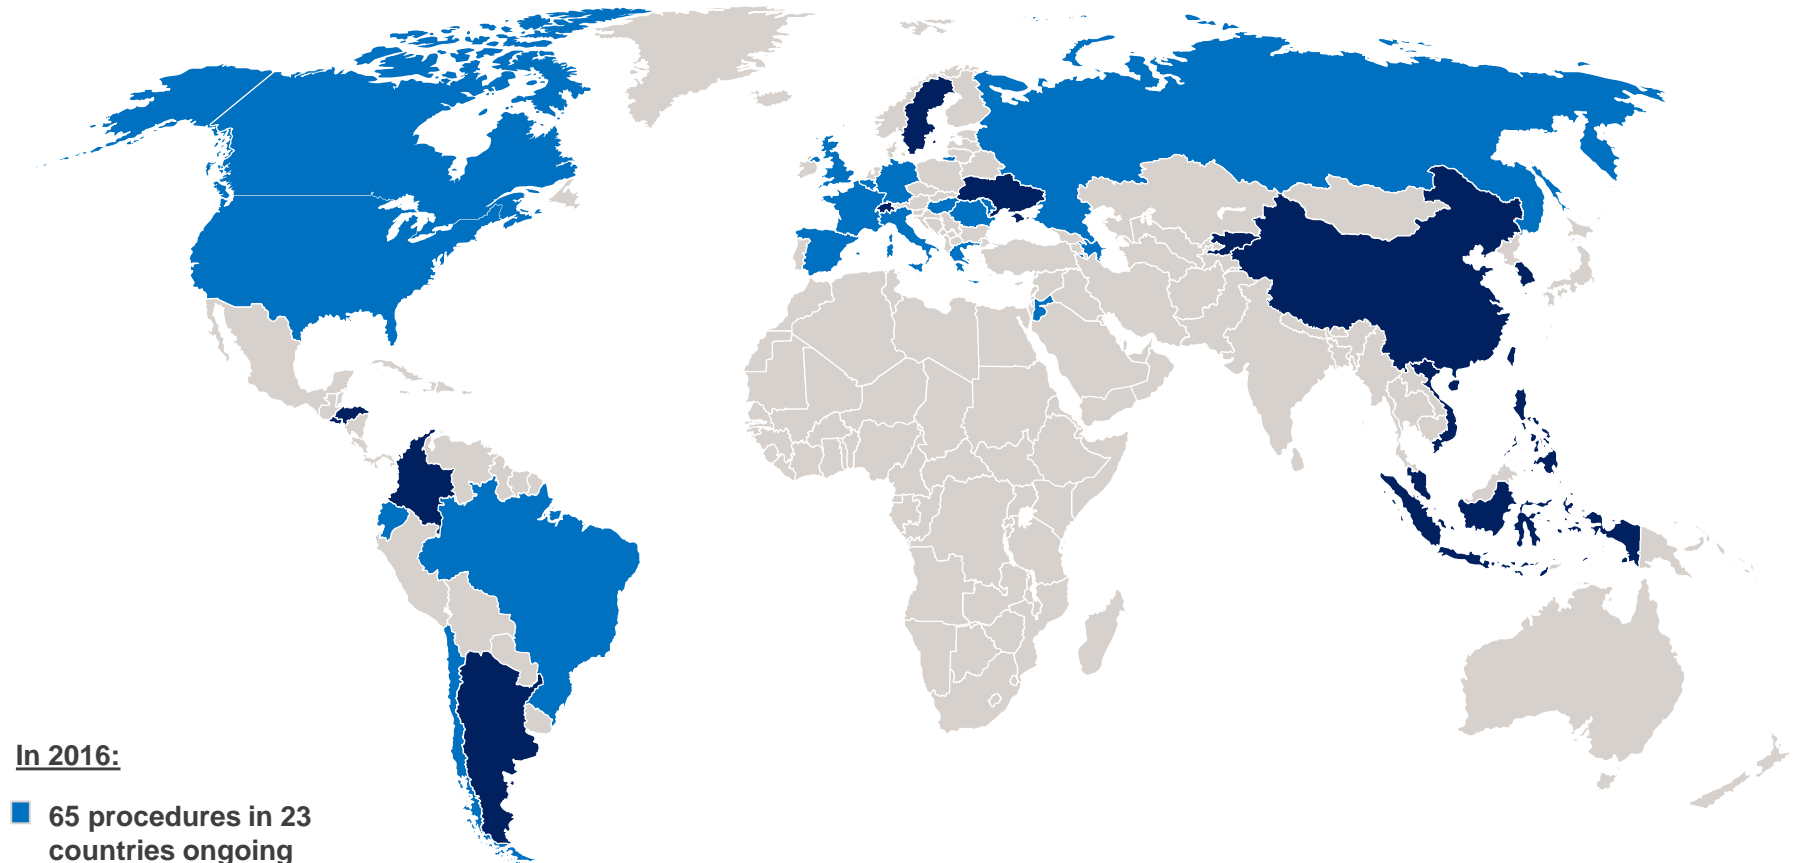 In 2016:
65 procedures in 23
countries ongoing